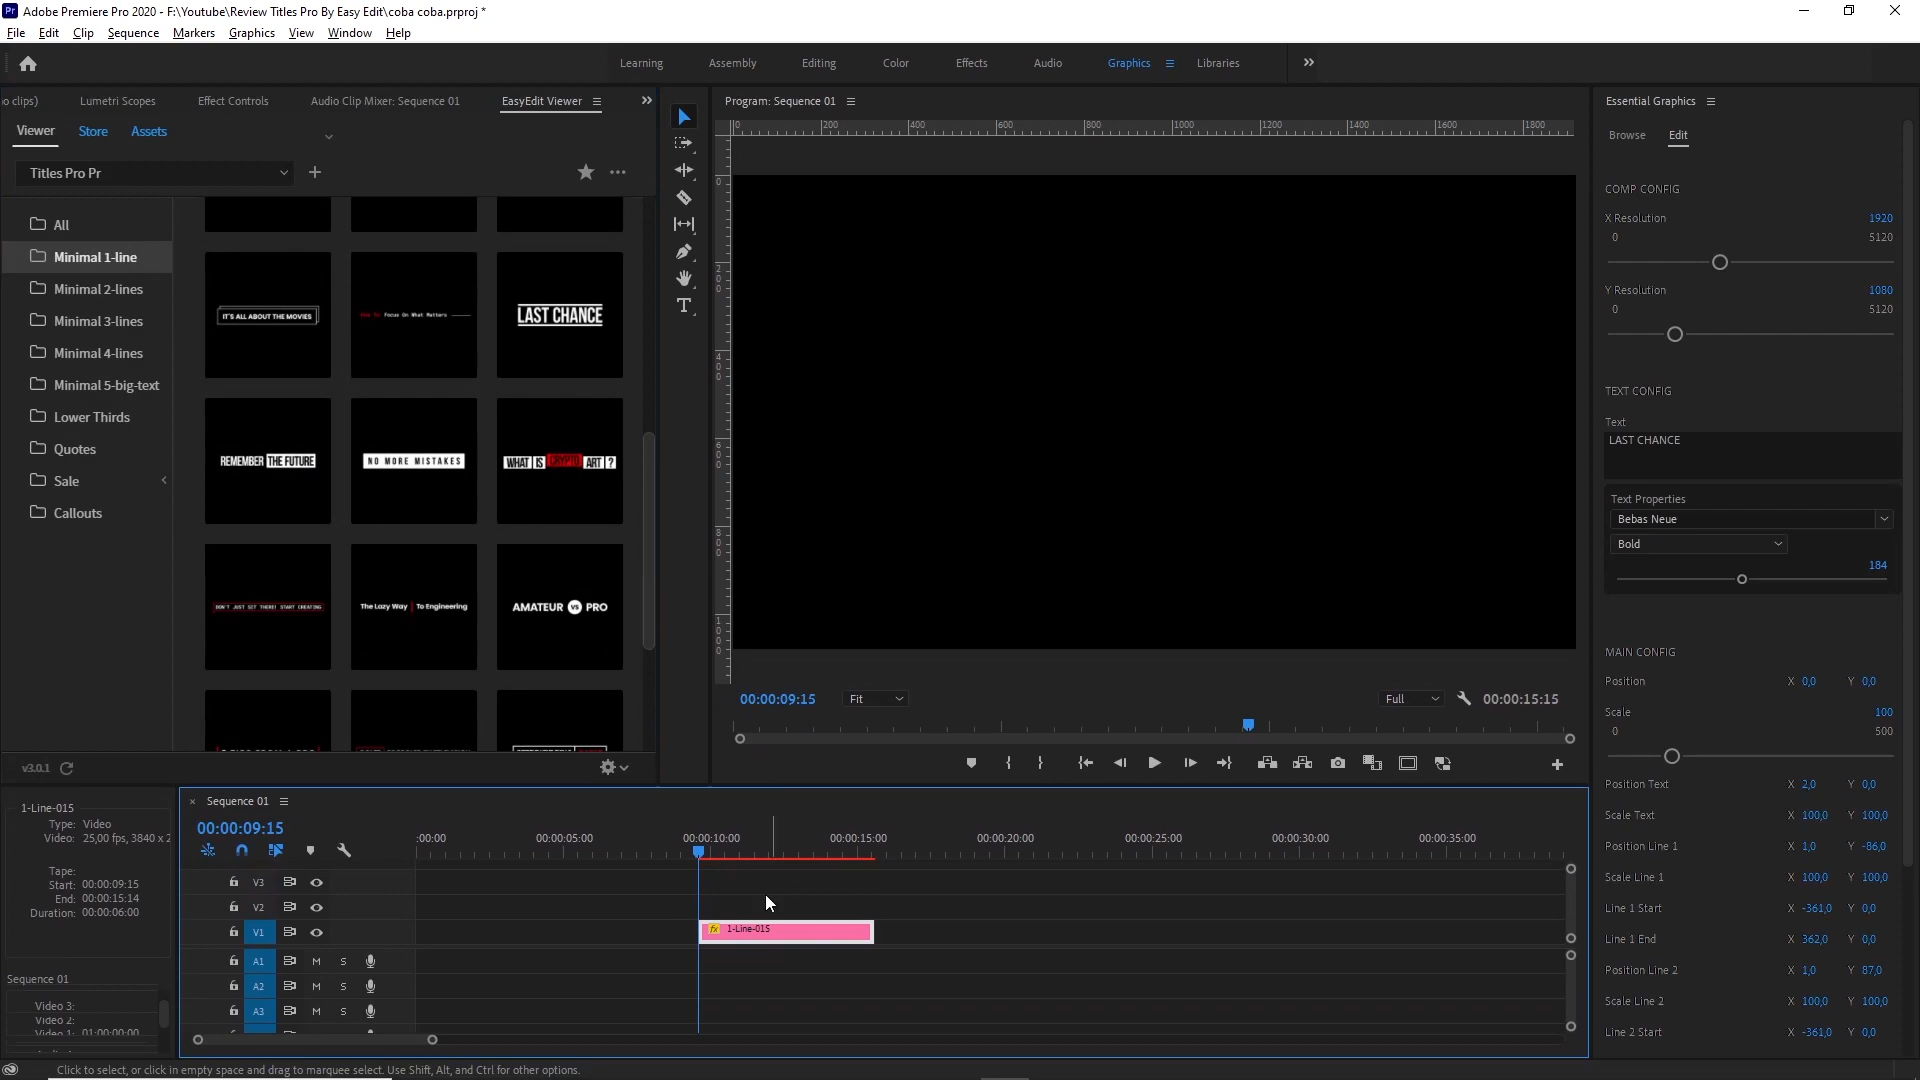 Adobe Premiere Pro 2020 - F:\Youtube\Review Titles Pro By Easy Edit\coba coba.prproj *
File Edit Clip Sequence Markers Graphics View Window Help
Learning Assembly Editing Color Effects Audio Graphics Libraries
o clips) Lumetri Scopes Effect Controls Audio Clip Mixer: Sequence 01 EasyEdit Viewer
Viewer Store Assets
Titles Pro Pr
All
Minimal 1-line
Minimal 2-lines
Minimal 3-lines
Minimal 4-lines
Minimal 5-big-text
Lower Thirds
Quotes
Sale
Callouts
IT'S ALL ABOUT THE MOVIES
Focus On What Matters
LAST CHANCE
REMEMBER THE FUTURE
NO MORE MISTAKES
WHAT IS CRYPTO ART ?
DON'T JUST SIT THERE! START CREATING
The Lazy Way To Engineering
AMATEUR VS PRO
v3.0.1
Program: Sequence 01
0 200 400 600 800 1000 1200 1400 1600 1800
0
200
400
600
800
1000
00:00:09:15 Fit Full 00:00:15:15
Essential Graphics
Browse Edit
COMP CONFIG
X Resolution 1920
0 5120
Y Resolution 1080
0 5120
TEXT CONFIG
Text
LAST CHANCE
Text Properties
Bebas Neue
Bold
184
MAIN CONFIG
Position X 0,0 Y 0,0
Scale 100
0 500
Position Text X 2,0 Y 0,0
Scale Text X 100,0 Y 100,0
Position Line 1 X 1,0 Y -86,0
Scale Line 1 X 100,0 Y 100,0
Line 1 Start X -361,0 Y 0,0
Line 1 End X 362,0 Y 0,0
Position Line 2 X 1,0 Y 87,0
Scale Line 2 X 100,0 Y 100,0
Line 2 Start X -361,0 Y 0,0
1-Line-015
Type: Video
Video: 25,00 fps, 3840 x 2
Tape:
Start: 00:00:09:15
End: 00:00:15:14
Duration: 00:00:06:00
Sequence 01
Video 3:
Video 2:
Video 1: 01:00:00:00
Sequence 01
00:00:09:15
:00:00 00:00:05:00 00:00:10:00 00:00:15:00 00:00:20:00 00:00:25:00 00:00:30:00 00:00:35:00
V3
V2
V1 fx 1-Line-015
A1 M S
A2 M S
A3 M S
Click to select, or click in empty space and drag to marquee select. Use Shift, Alt, and Ctrl for other options.